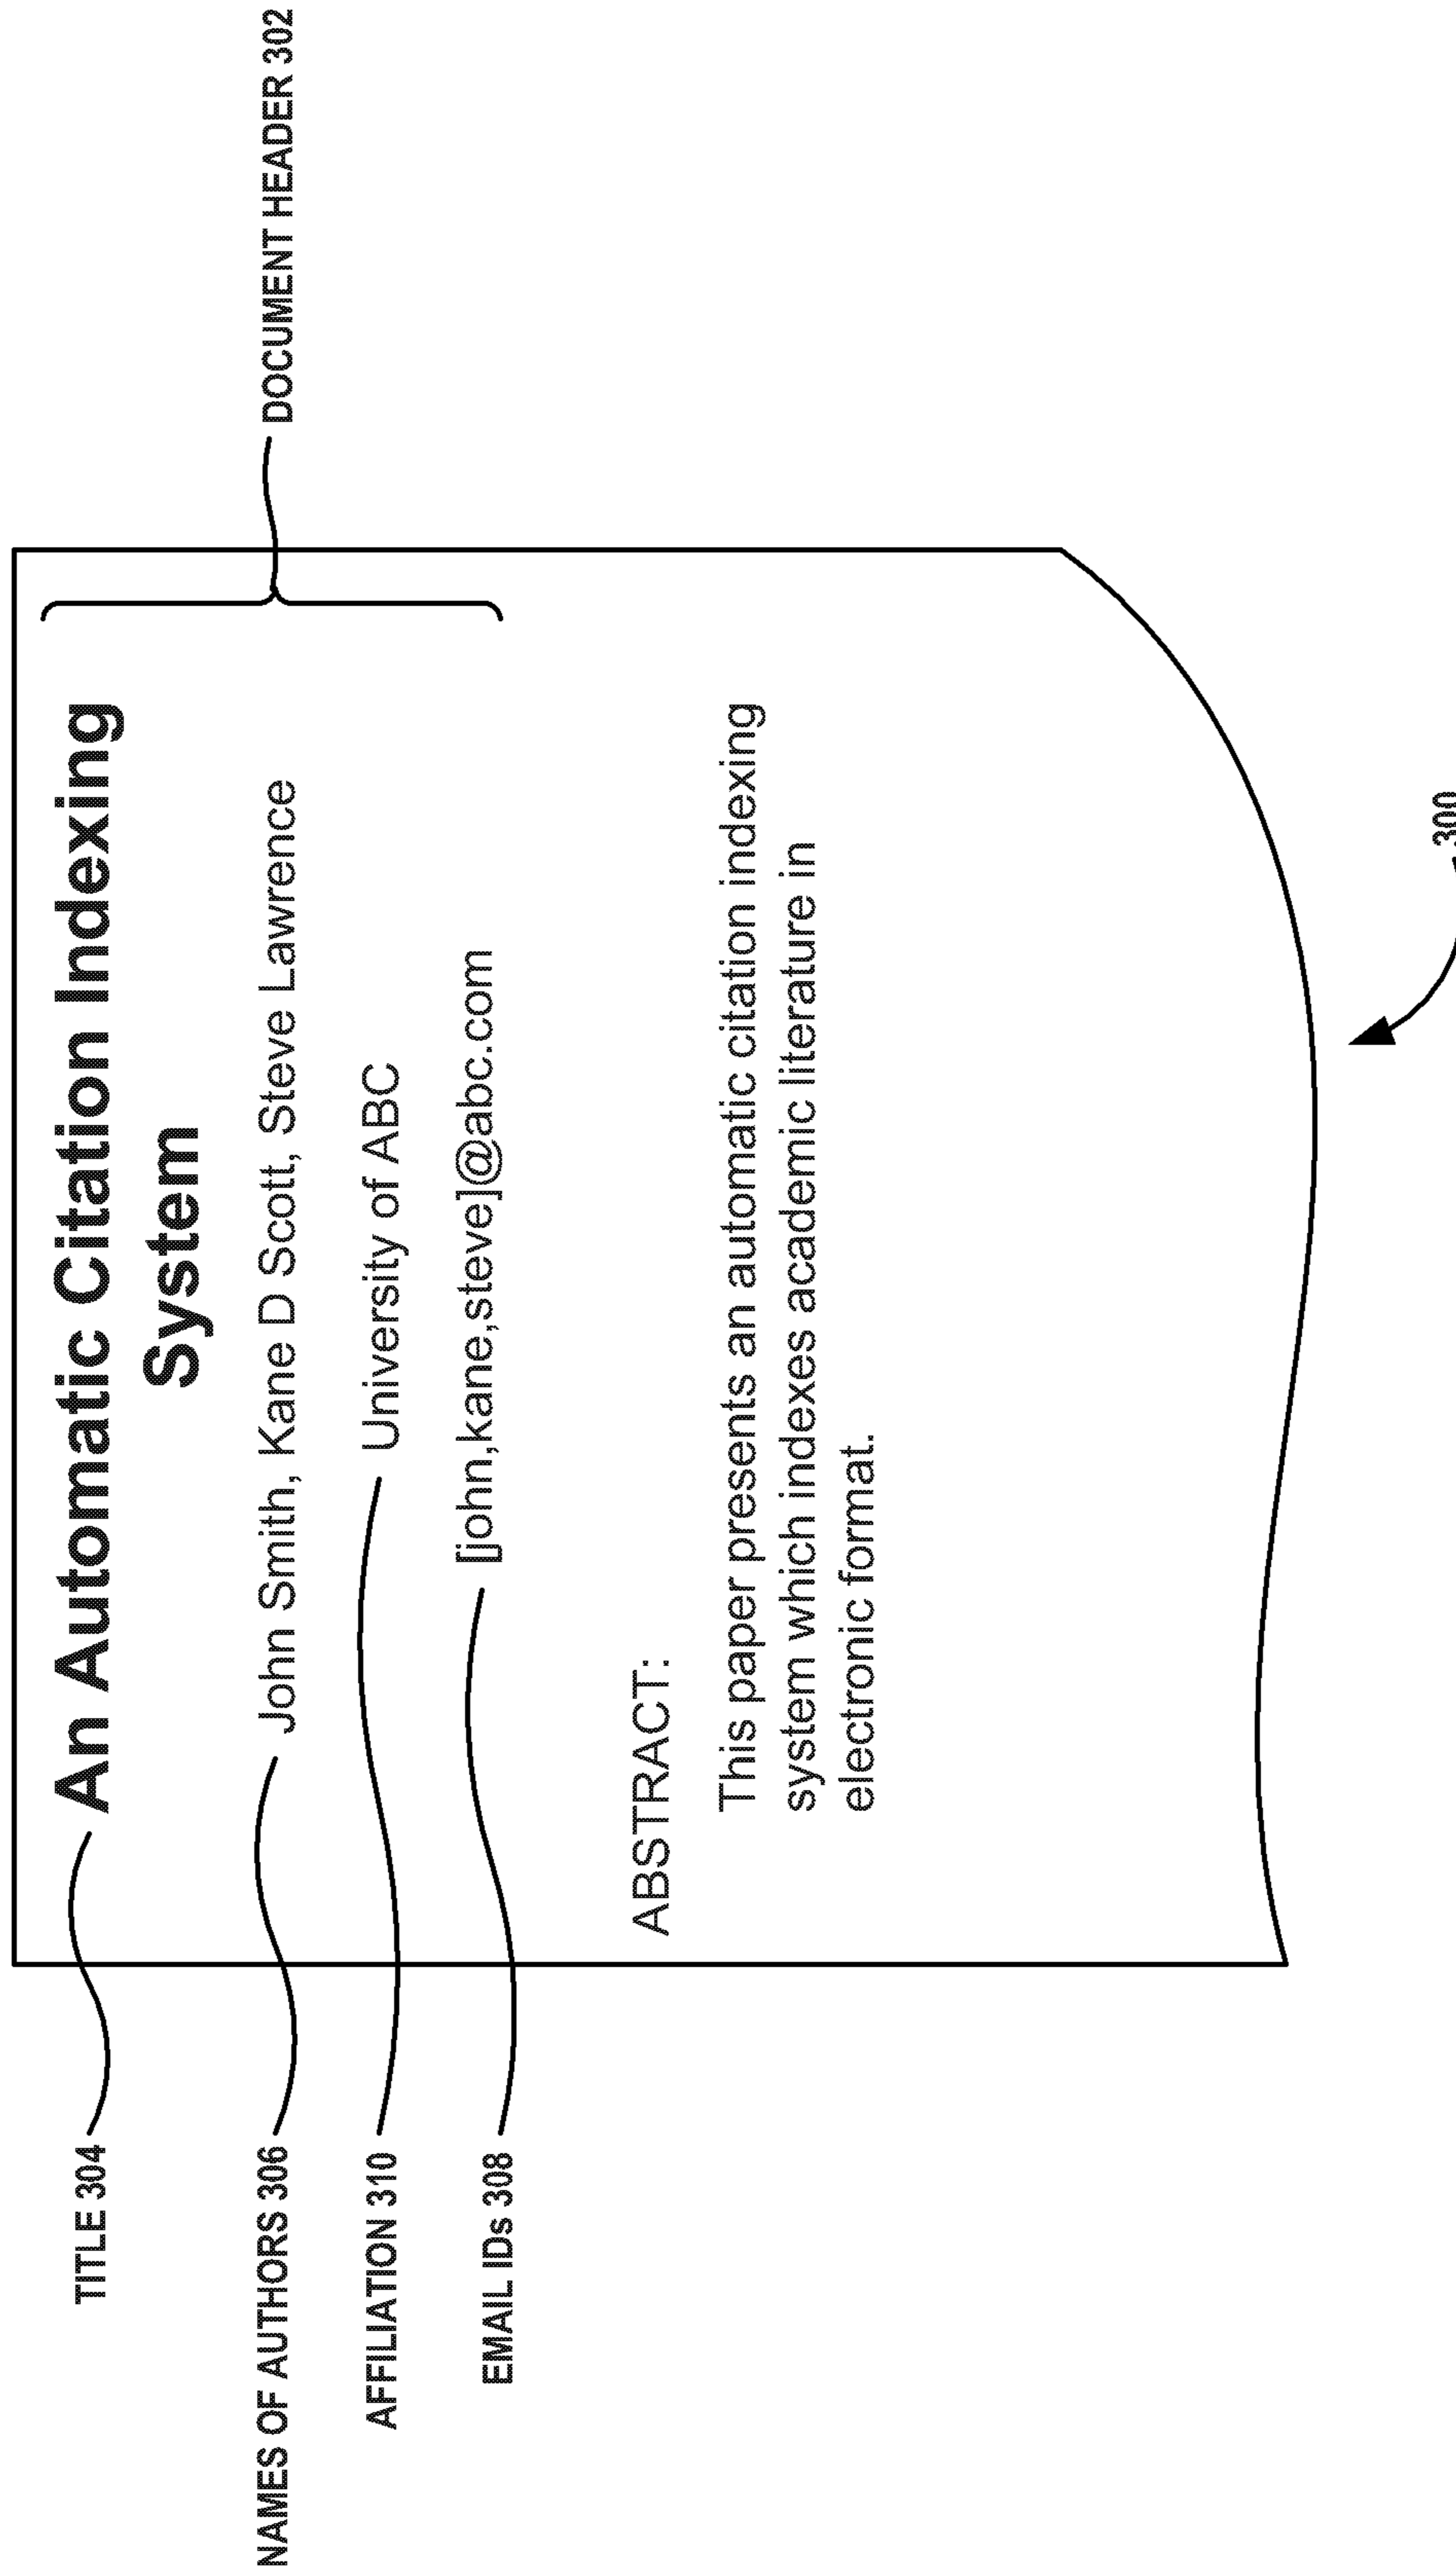 DOCUMENT HEADER 302
TITLE 304
An Automatic Citation Indexing
System
NAMES OF AUTHORS 306
John Smith, Kane D Scott, Steve Lawrence
AFFILIATION 310
University of ABC
EMAIL IDs 308
[john,kane,steve]@abc.com
ABSTRACT:
This paper presents an automatic citation indexing
system which indexes academic literature in
electronic format.
300